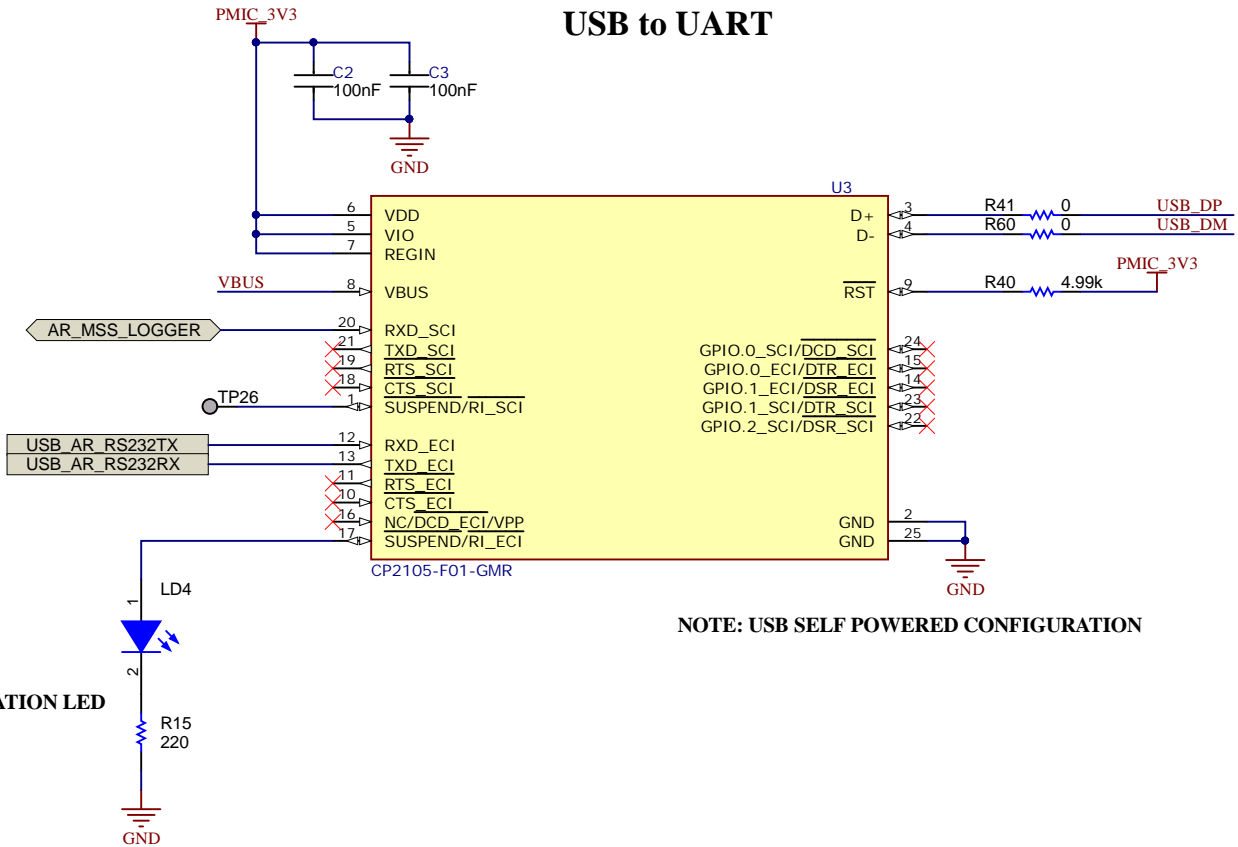 USB to UART
PMIC_3V3
C2
100nF
C3
100nF
GND
U3
6 VDD
5 VIO
7 REGIN
VBUS 8 VBUS
AR_MSS_LOGGER 20 RXD_SCI
21 TXD_SCI
19 RTS_SCI
18 CTS_SCI
TP26 1 SUSPEND/RI_SCI
USB_AR_RS232TX 12 RXD_ECI
USB_AR_RS232RX 13 TXD_ECI
11 RTS_ECI
10 CTS_ECI
16 NC/DCD_ECI/VPP
17 SUSPEND/RI_ECI
D+ 3 R41 0 USB_DP
D- 4 R60 0 USB_DM
PMIC_3V3
RST 9 R40 4.99k
GPIO.0_SCI/DCD_SCI 24
GPIO.0_ECI/DTR_ECI 15
GPIO.1_ECI/DSR_ECI 14
GPIO.1_SCI/DTR_SCI 23
GPIO.2_SCI/DSR_SCI 22
GND 2
GND 25
GND
CP2105-F01-GMR
NOTE: USB SELF POWERED CONFIGURATION
1
LD4
2
ATION LED
R15
220
GND